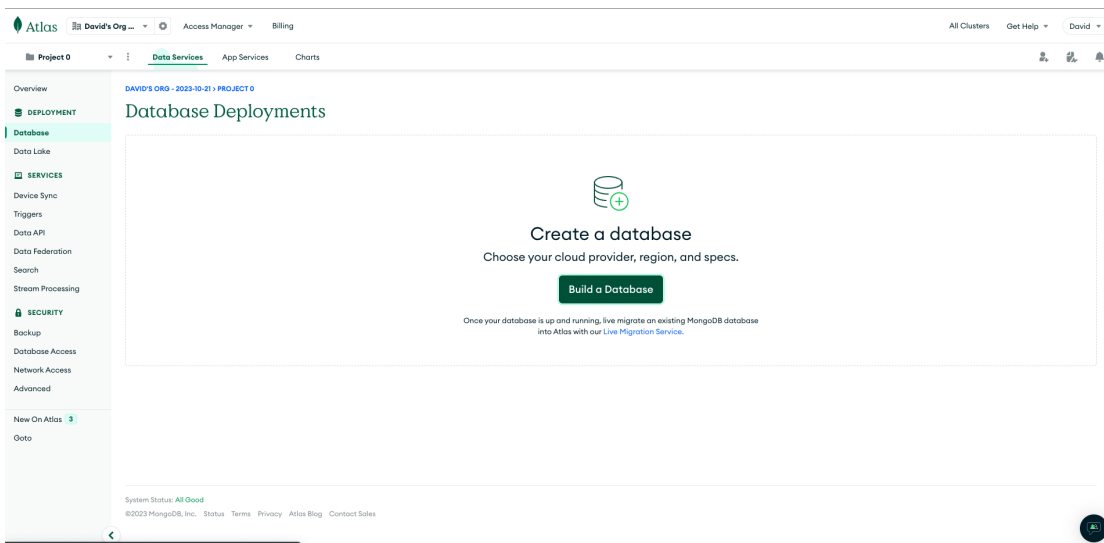 Atlas
David's Org ...
Access Manager
Billing
All Clusters
Get Help
David
Project 0
Data Services
App Services
Charts
Overview
DEPLOYMENT
Database
Data Lake
SERVICES
Device Sync
Triggers
Data API
Data Federation
Search
Stream Processing
SECURITY
Backup
Database Access
Network Access
Advanced
New On Atlas 3
Goto
DAVID'S ORG - 2023-10-21 > PROJECT 0
Database Deployments
Create a database
Choose your cloud provider, region, and specs.
Build a Database
Once your database is up and running, live migrate an existing MongoDB database
into Atlas with our Live Migration Service.
System Status: All Good
©2023 MongoDB, Inc. Status Terms Privacy Atlas Blog Contact Sales